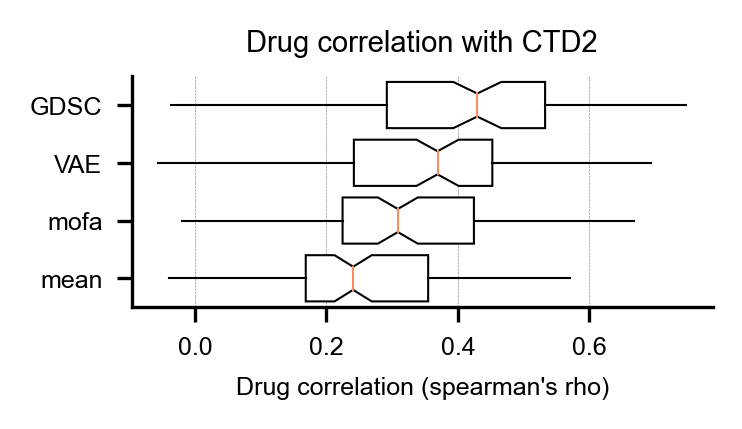 Drug correlation with CTD2
GDSC
VAE
mofa
mean
0.0 0.2 0.4 0.6
Drug correlation (spearman's rho)